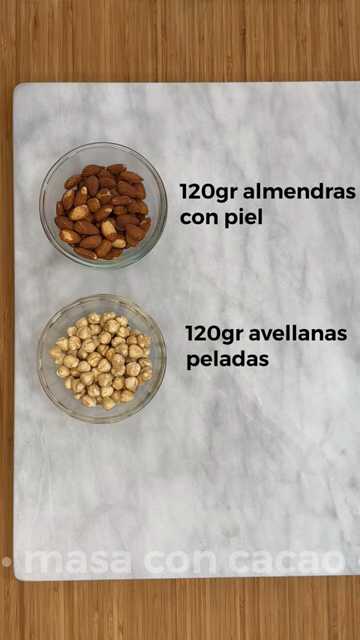 120gr almendras
con piel
120gr avellanas
peladas
• masa con cacao •